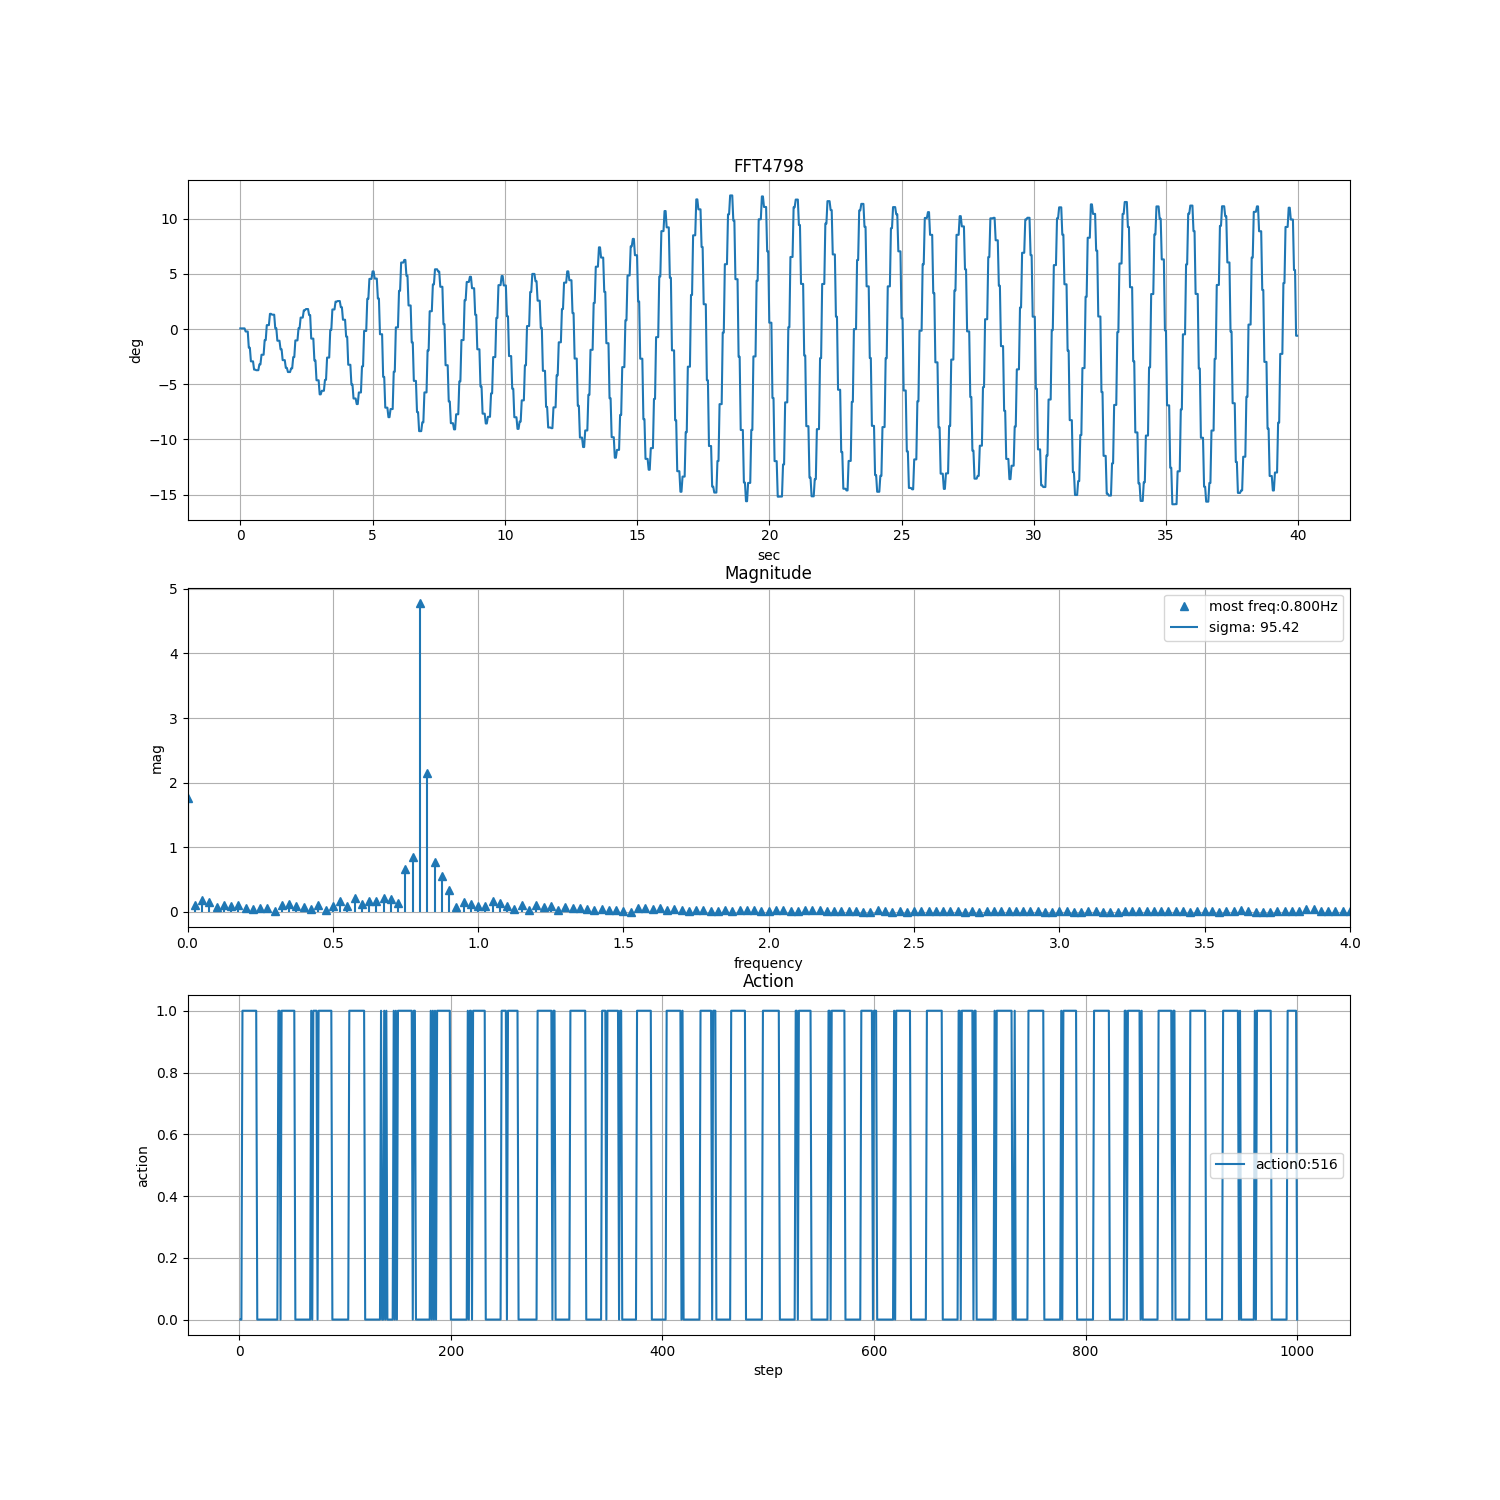 FFT4798
10
5
0
−5
−10
−15
deg
0 5 10 15 20 25 30 35 40
sec
Magnitude
5
4
3
2
1
0
mag
most freq:0.800Hz
sigma: 95.42
0.0 0.5 1.0 1.5 2.0 2.5 3.0 3.5 4.0
frequency
Action
1.0
0.8
0.6
0.4
0.2
0.0
action
action0:516
0 200 400 600 800 1000
step